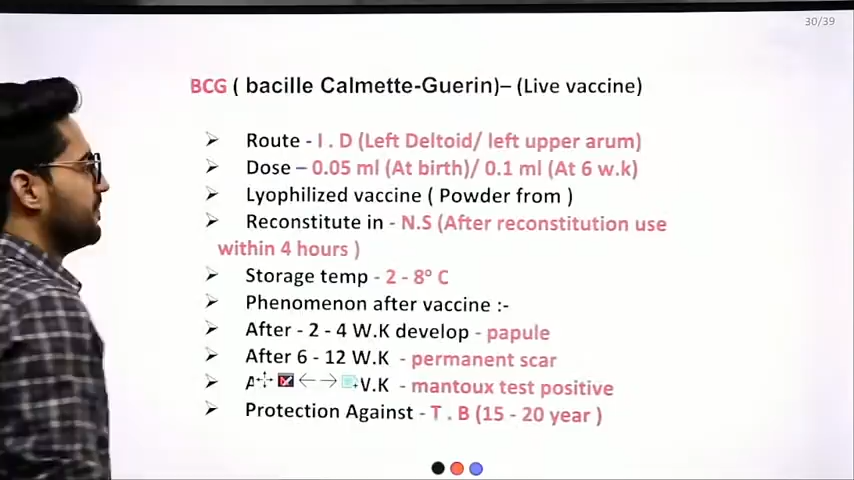 30/39
BCG ( bacille Calmette-Guerin)– (Live vaccine)
Route - I . D (Left Deltoid/ left upper arum)
Dose – 0.05 ml (At birth)/ 0.1 ml (At 6 w.k)
Lyophilized vaccine ( Powder from )
Reconstitute in - N.S (After reconstitution use
within 4 hours )
Storage temp - 2 - 8° C
Phenomenon after vaccine :-
After - 2 - 4 W.K develop - papule
After 6 - 12 W.K - permanent scar
W.K - mantoux test positive
Protection Against - T . B (15 - 20 year )